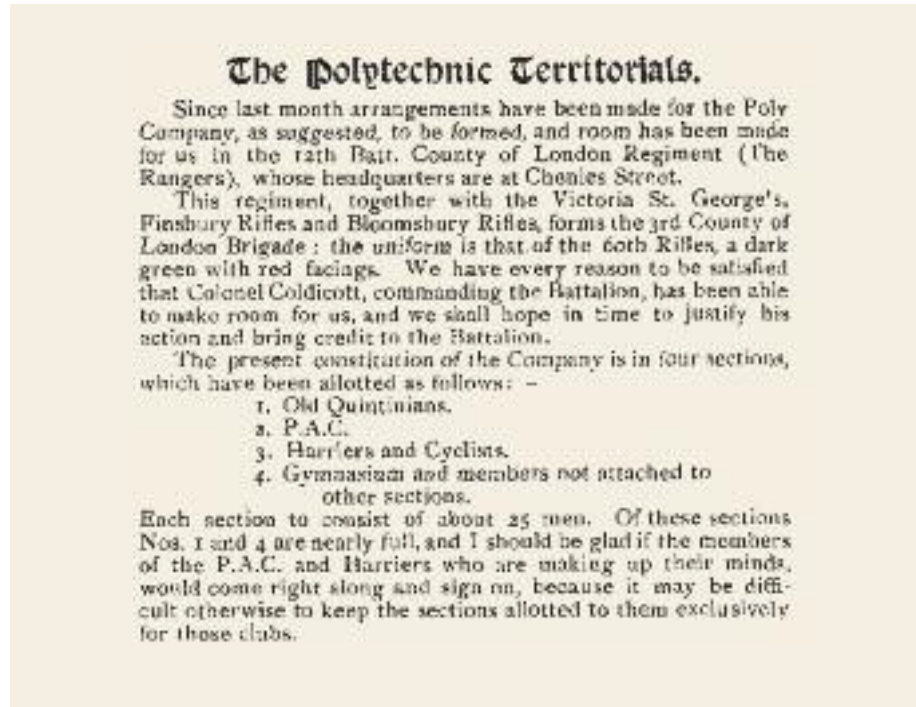 The Polytechnic Territorials.
Since last month arrangements have been made for the Poly
Company, as suggested, to be formed, and room has been made
for us in the 12th Batt. County of London Regiment (The
Rangers), whose headquarters are at Chenies Street.
This regiment, together with the Victoria St. George's,
Finsbury Rifles and Bloomsbury Rifles, forms the 3rd County of
London Brigade : the uniform is that of the 60th Rifles, a dark
green with red facings. We have every reason to be satisfied
that Colonel Coldicott, commanding the Battalion, has been able
to make room for us, and we shall hope in time to justify his
action and bring credit to the Battalion.
The present constitution of the Company is in four sections,
which have been allotted as follows: –
1. Old Quintinians.
2. P.A.C.
3. Harriers and Cyclists.
4. Gymnasium and members not attached to
other sections.
Each section to consist of about 25 men. Of these sections
Nos. 1 and 4 are nearly full, and I should be glad if the members
of the P.A.C. and Harriers who are making up their minds,
would come right along and sign on, because it may be diffi-
cult otherwise to keep the sections allotted to them exclusively
for those clubs.